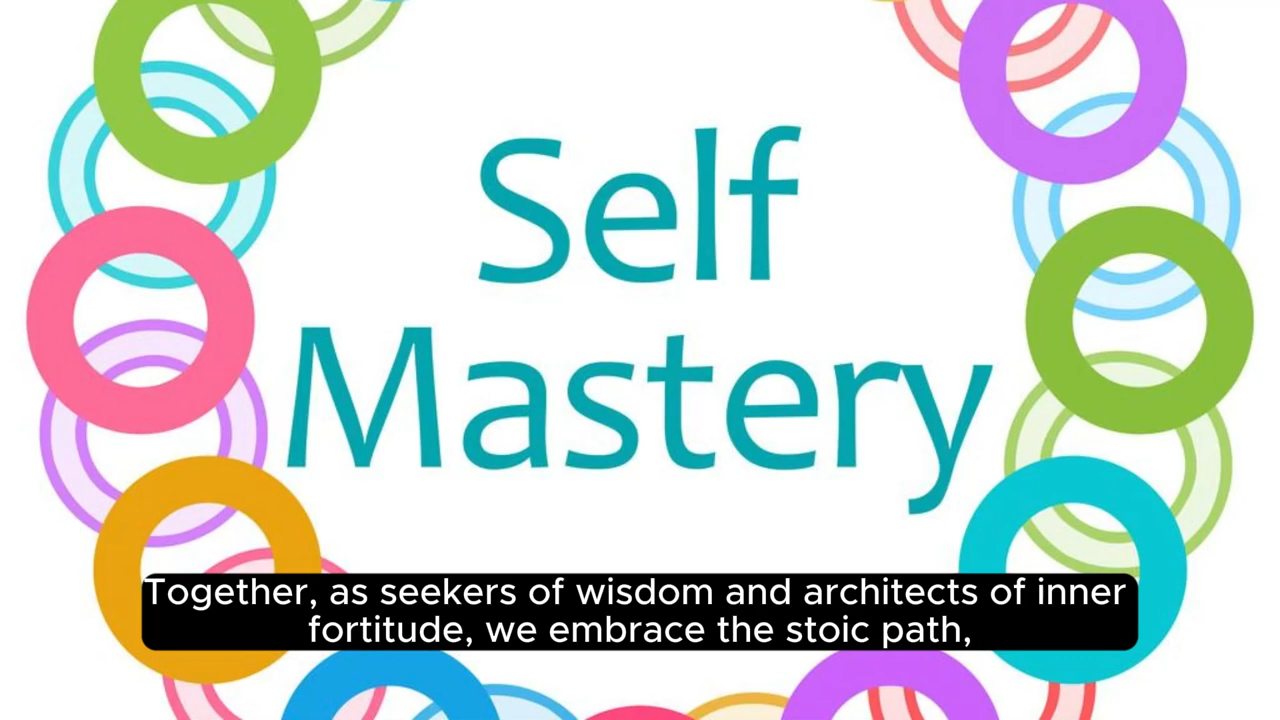 Self
Mastery
Together, as seekers of wisdom and architects of inner
fortitude, we embrace the stoic path,